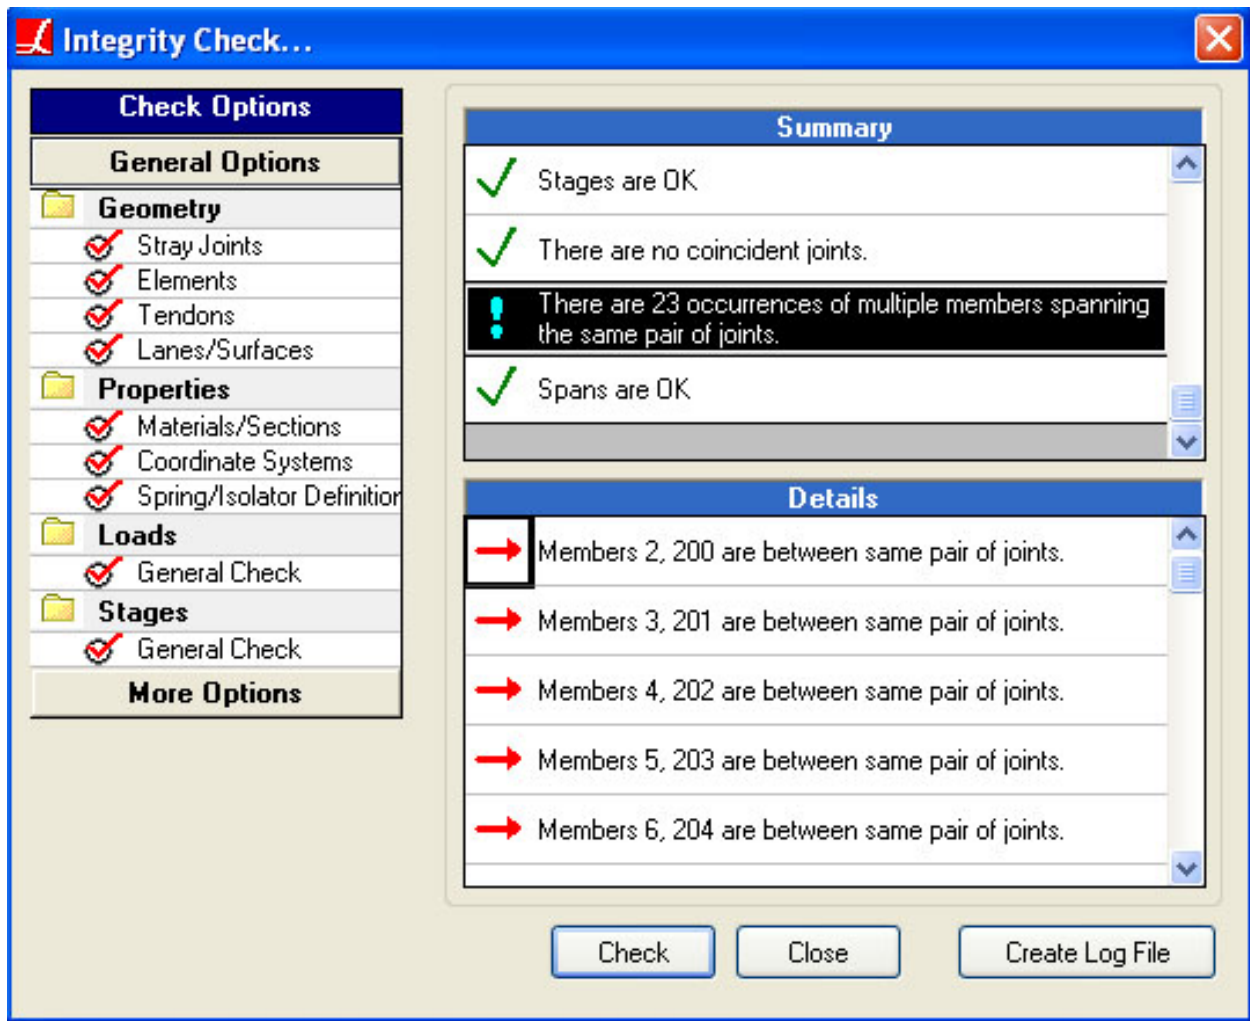 Integrity Check...
Check Options
General Options
Geometry
Stray Joints
Elements
Tendons
Lanes/Surfaces
Properties
Materials/Sections
Coordinate Systems
Spring/Isolator Definition
Loads
General Check
Stages
General Check
More Options
Summary
Stages are OK
There are no coincident joints.
There are 23 occurrences of multiple members spanning
the same pair of joints.
Spans are OK
Details
Members 2, 200 are between same pair of joints.
Members 3, 201 are between same pair of joints.
Members 4, 202 are between same pair of joints.
Members 5, 203 are between same pair of joints.
Members 6, 204 are between same pair of joints.
Check
Close
Create Log File